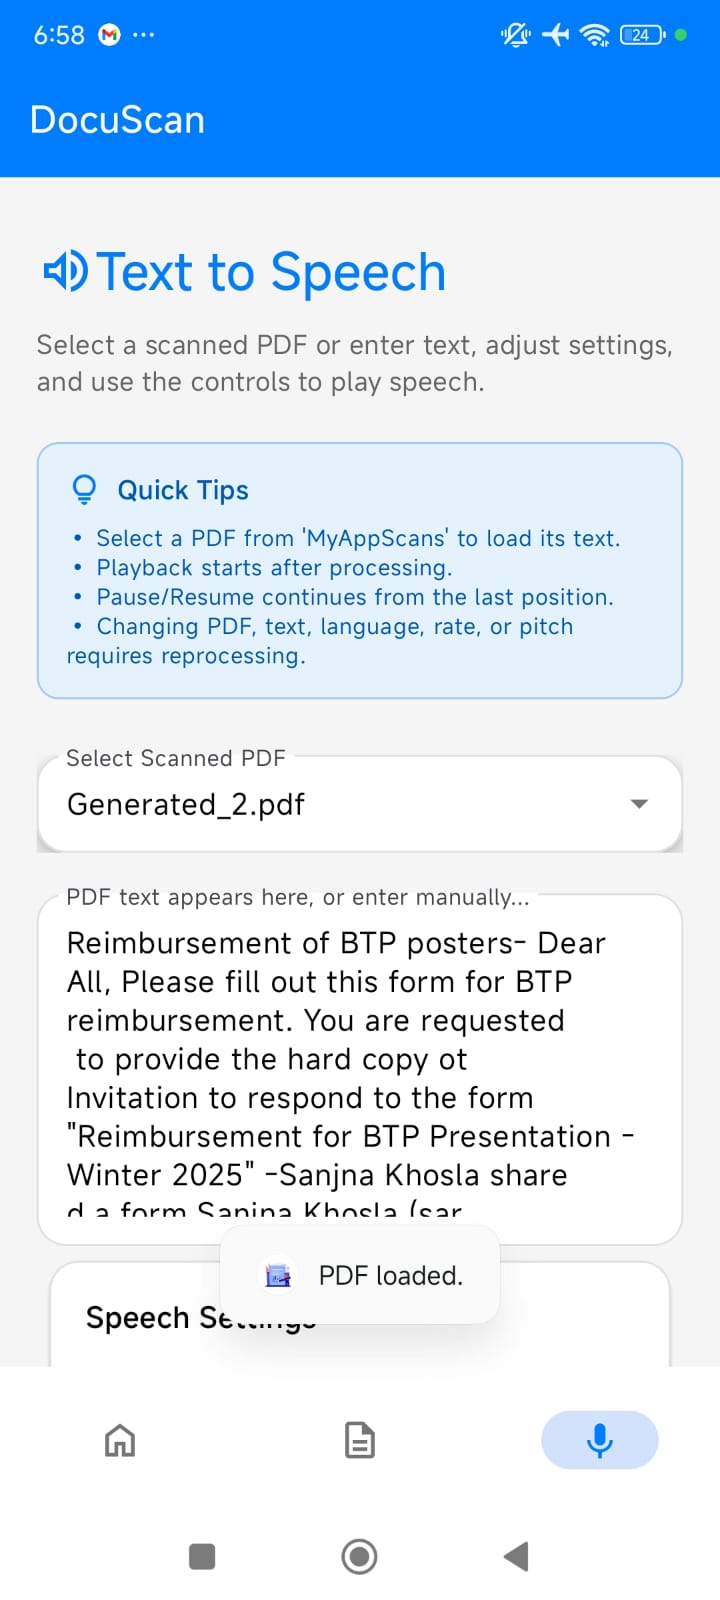 6:58
24
DocuScan
Text to Speech
Select a scanned PDF or enter text, adjust settings,
and use the controls to play speech.
Quick Tips
• Select a PDF from 'MyAppScans' to load its text.
• Playback starts after processing.
• Pause/Resume continues from the last position.
• Changing PDF, text, language, rate, or pitch
requires reprocessing.
Select Scanned PDF
Generated_2.pdf
PDF text appears here, or enter manually...
Reimbursement of BTP posters- Dear
All, Please fill out this form for BTP
reimbursement. You are requested
to provide the hard copy ot
Invitation to respond to the form
"Reimbursement for BTP Presentation -
Winter 2025" -Sanjna Khosla share
d a form Sanjna Khosla (sar
PDF loaded.
Speech Settings